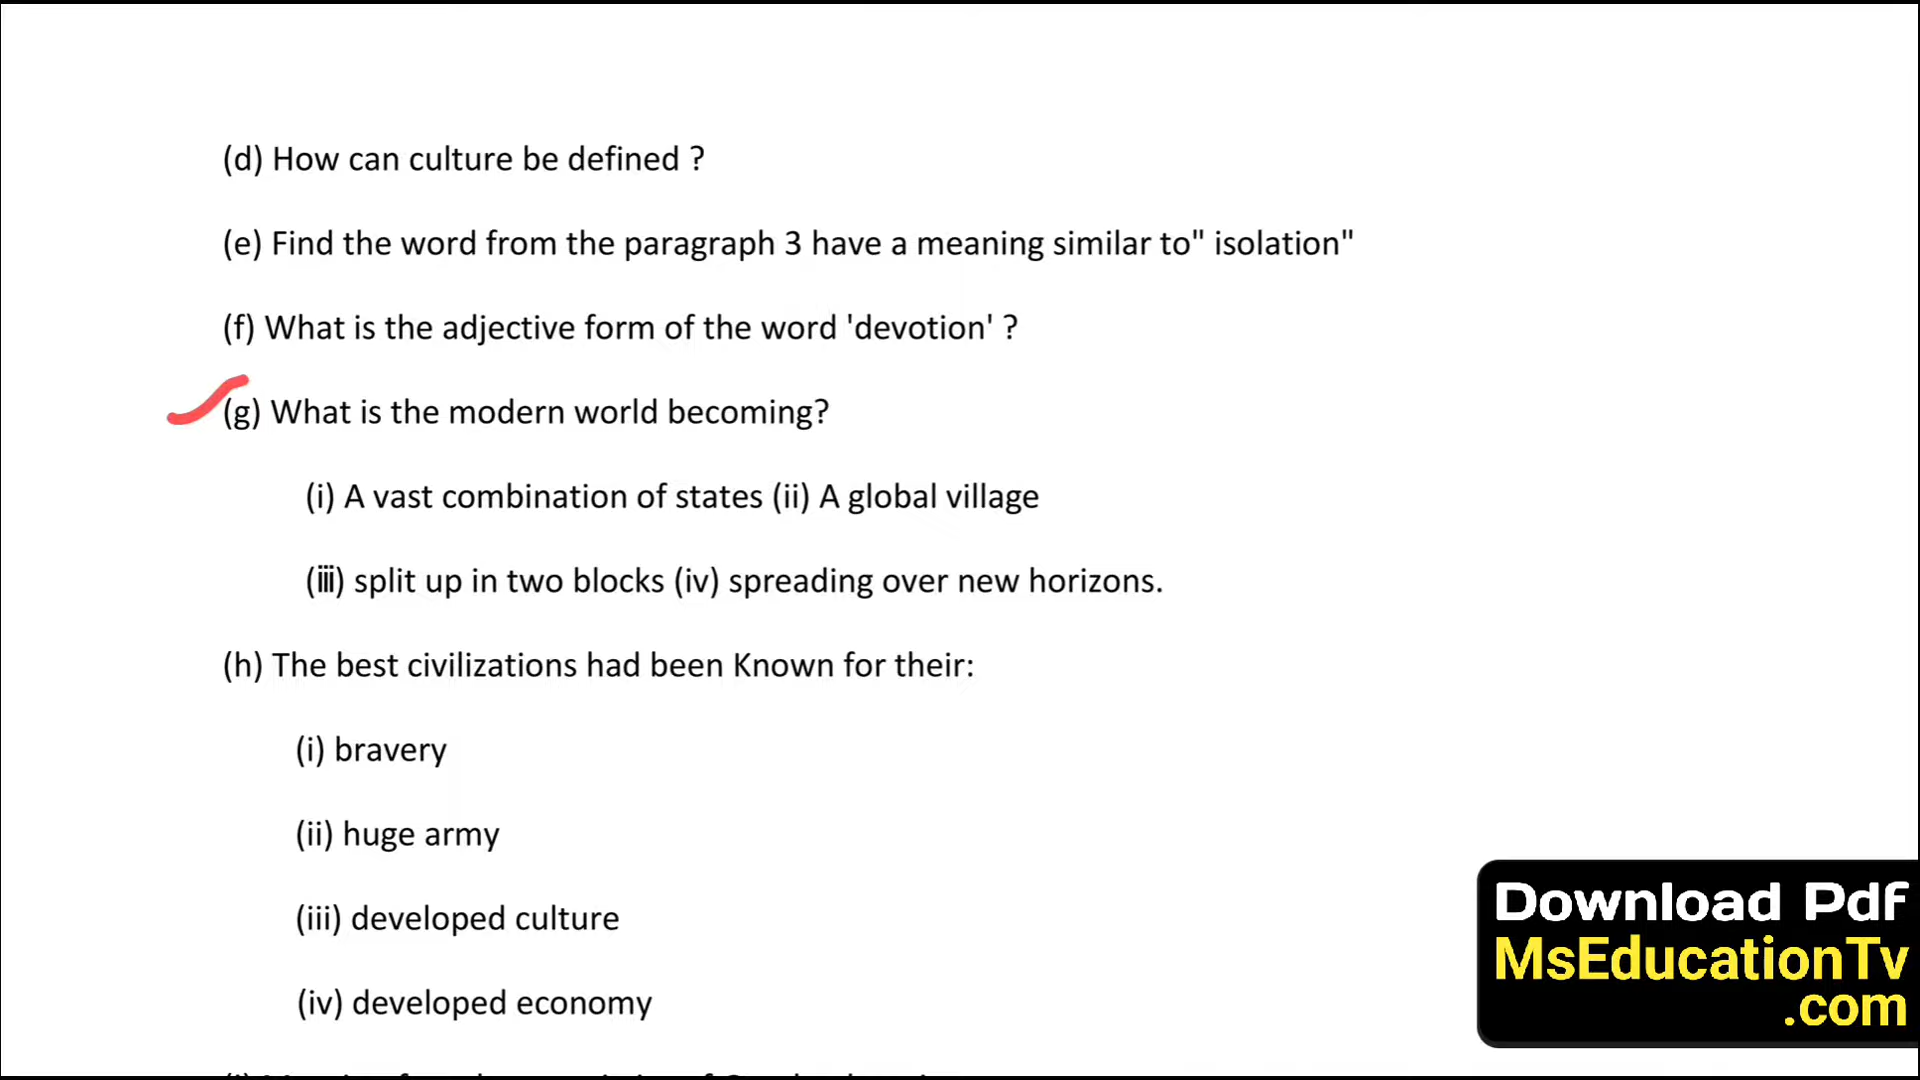 (d) How can culture be defined ?
(e) Find the word from the paragraph 3 have a meaning similar to" isolation"
(f) What is the adjective form of the word 'devotion' ?
(g) What is the modern world becoming?
(i) A vast combination of states (ii) A global village
(iii) split up in two blocks (iv) spreading over new horizons.
(h) The best civilizations had been Known for their:
(i) bravery
(ii) huge army
(iii) developed culture
(iv) developed economy
Download Pdf
MsEducationTv
.com